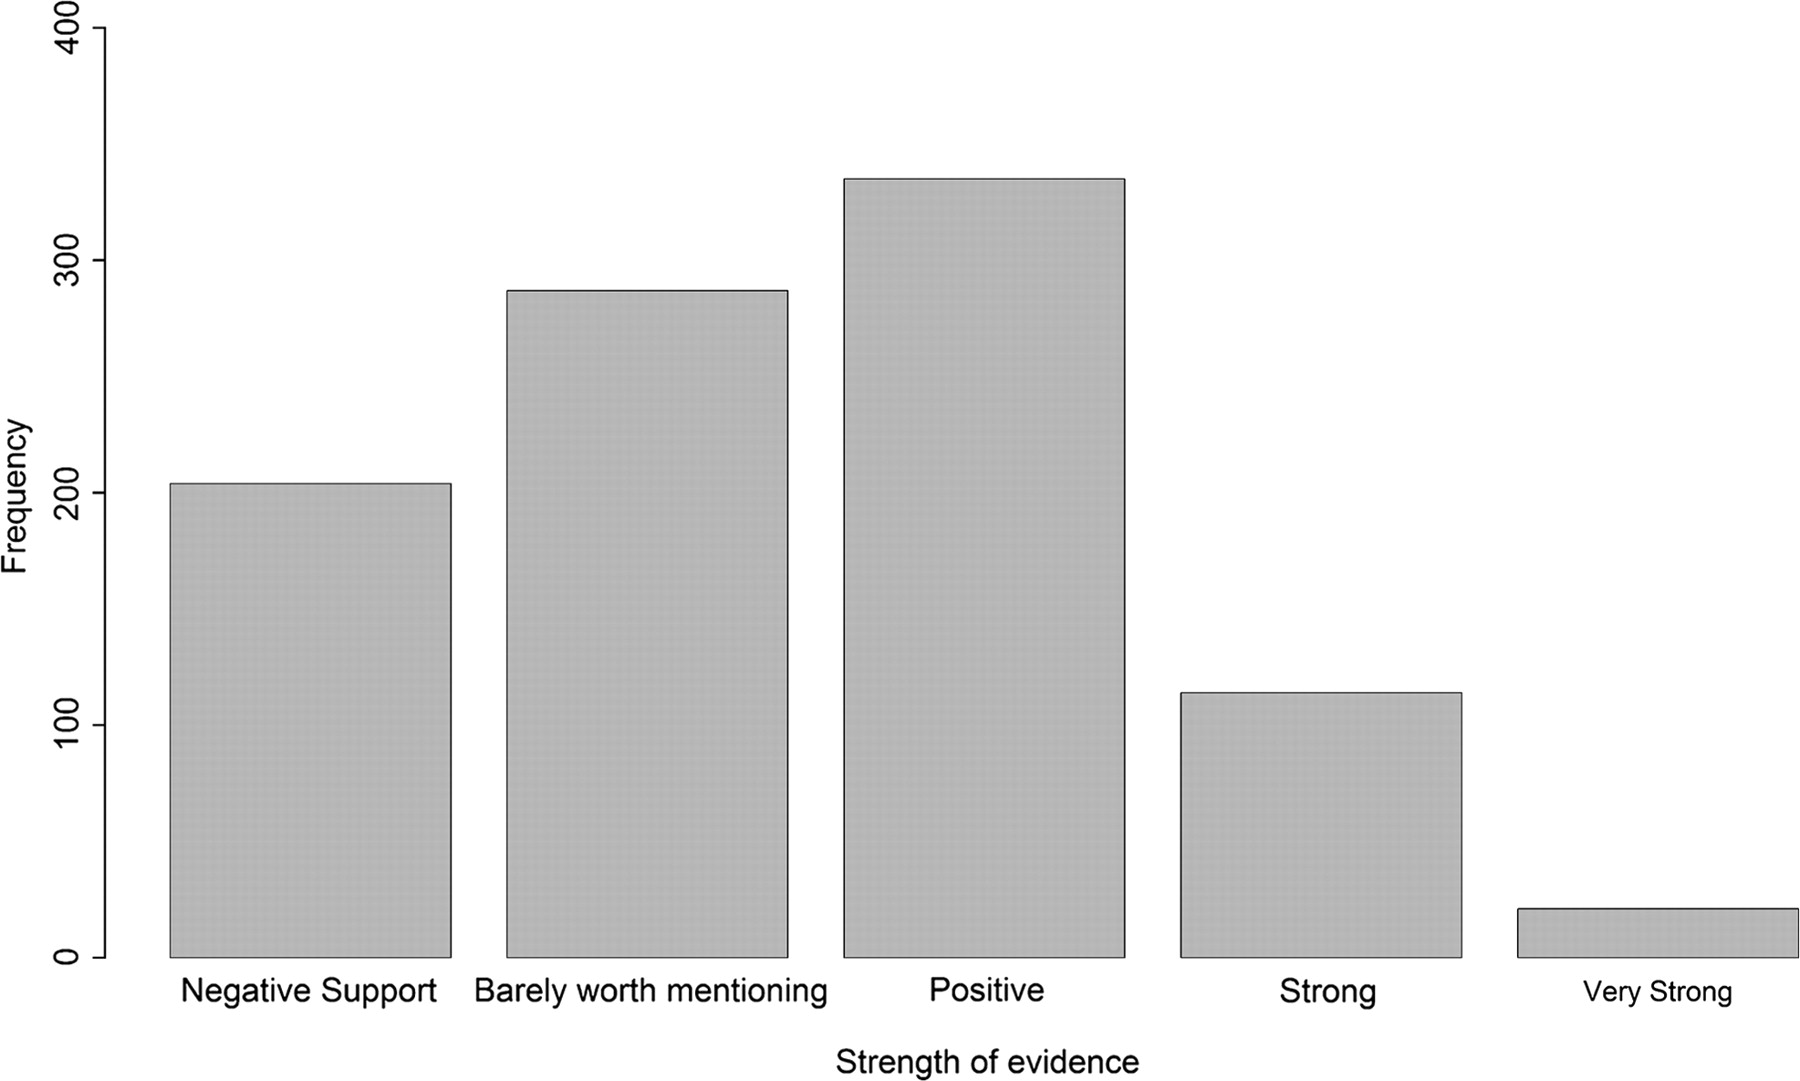 400
300
200
100
0
Frequency
Negative Support
Barely worth mentioning
Positive
Strong
Very Strong
Strength of evidence